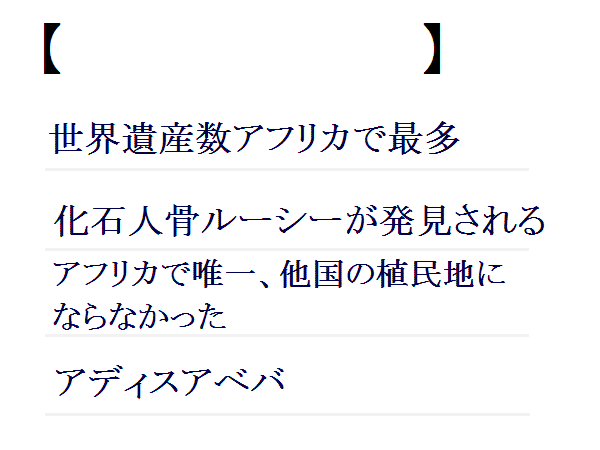 【　　　　　　　　　】
世界遺産数アフリカで最多
化石人骨ルーシーが発見される
アフリカで唯一、他国の植民地に
ならなかった
アディスアベバ